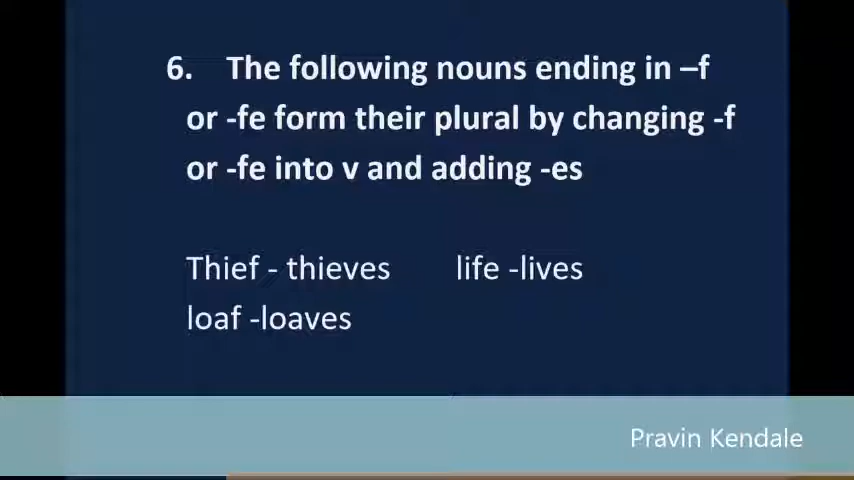 6. The following nouns ending in –f
or -fe form their plural by changing -f
or -fe into v and adding -es
Thief - thieves life -lives
loaf -loaves
Pravin Kendale